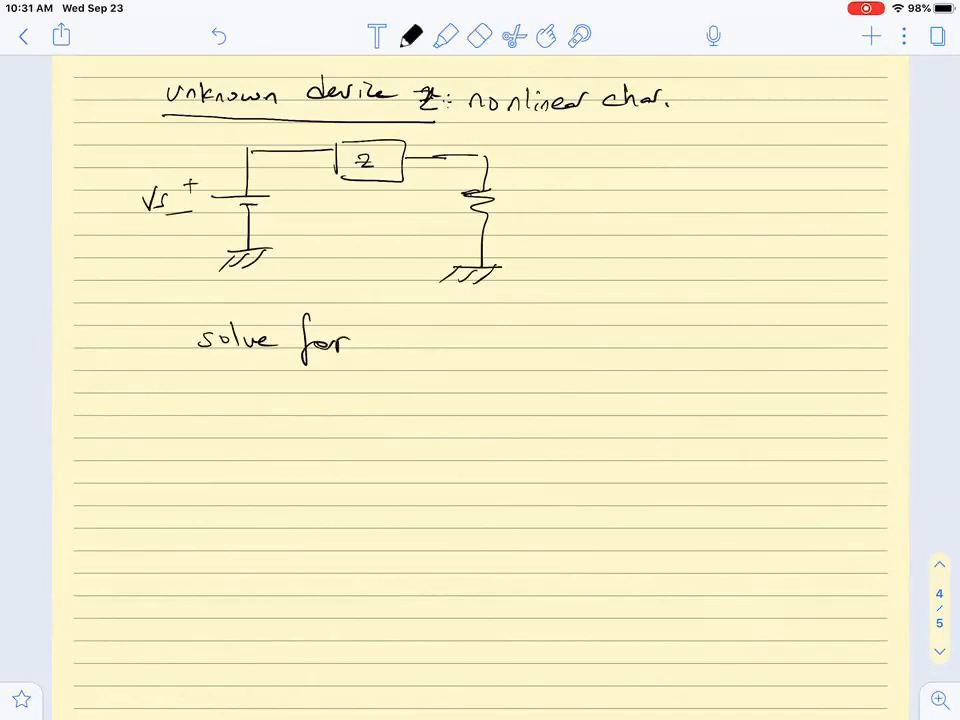 10:31 AM Wed Sep 23
98%
T
unknown device Z: nonlinear char.
Z
Vs +
solve for
4
/
5